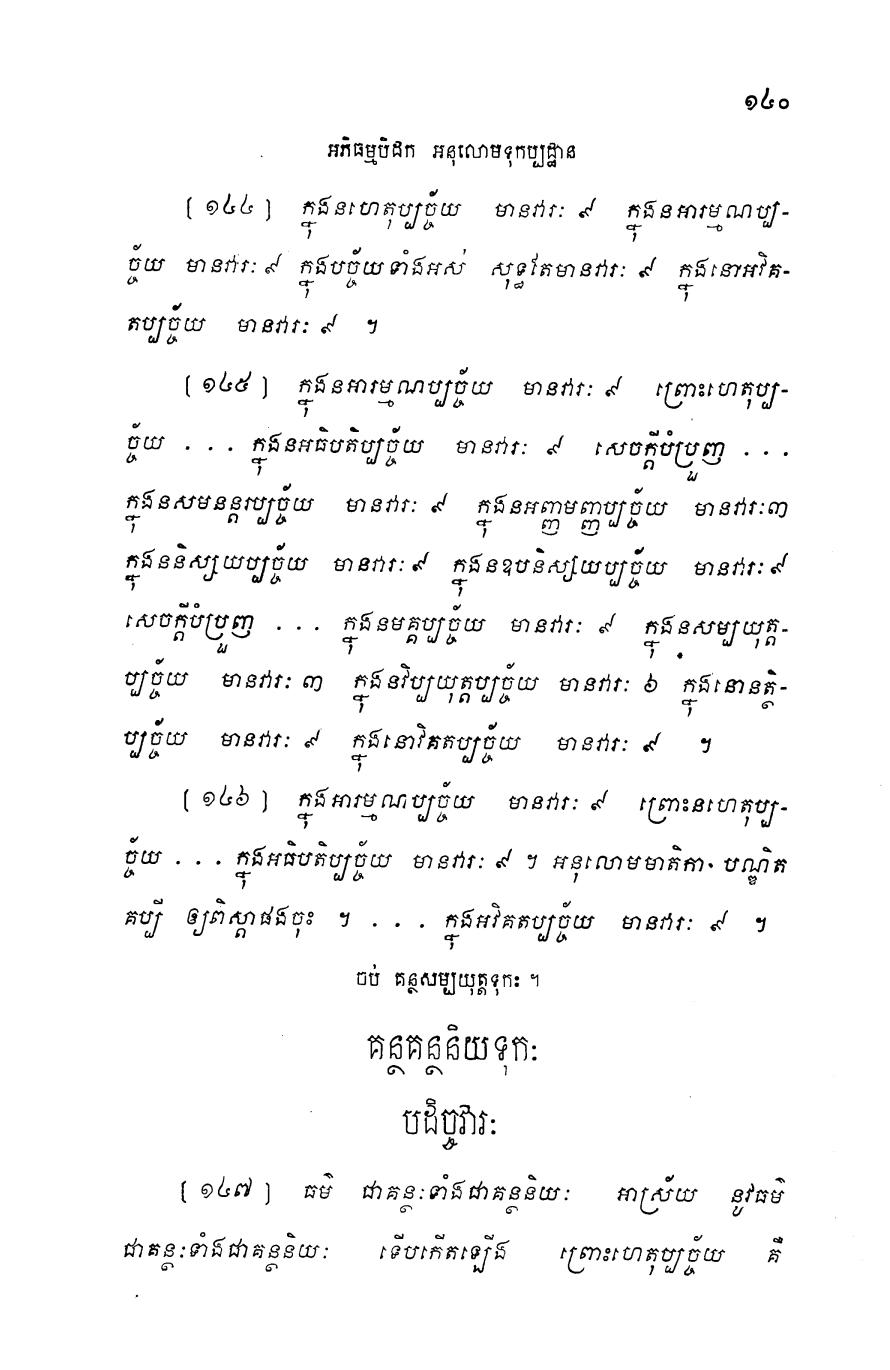 ១៤០
អភិធម្មបិដក អនុលោមទុកប្បដ្ឋាន
[ ១៤៤ ] ក្នុងនហេតុប្បច្ច័យ មានវារៈ ៩ ក្នុងនអារម្មណប្ប-
ច្ច័យ មានវារៈ ៩ ក្នុងបច្ច័យទាំងអស់ សុទ្ធតែមានវារៈ ៩ ក្នុងនោអវិគ-
តប្បច្ច័យ មានវារៈ ៩ ។
[ ១៤៥ ] ក្នុងនអារម្មណប្បច្ច័យ មានវារៈ ៩ ព្រោះហេតុប្ប-
ច្ច័យ . . . ក្នុងនអធិបតិប្បច្ច័យ មានវារៈ ៩ សេចក្តីបំប្រួញ . . .
ក្នុងនសមនន្តរប្បច្ច័យ មានវារៈ ៩ ក្នុងនអញ្ញមញ្ញប្បច្ច័យ មានវារៈ ៣
ក្នុងននិស្សយប្បច្ច័យ មានវារៈ ៩ ក្នុងនឧបនិស្ស័យប្បច្ច័យ មានវារៈ ៩
សេចក្តីបំប្រួញ . . . ក្នុងនមគ្គប្បច្ច័យ មានវារៈ ៩ ក្នុងនសម្បយុត្ត-
ប្បច្ច័យ មានវារៈ ៣ ក្នុងនវិប្បយុត្តប្បច្ច័យ មានវារៈ ៦ ក្នុងនោនត្ថិ-
ប្បច្ច័យ មានវារៈ ៩ ក្នុងនោវិគតប្បច្ច័យ មានវារៈ ៩ ។
[ ១៤៦ ] ក្នុងអារម្មណប្បច្ច័យ មានវារៈ ៩ ព្រោះនហេតុប្ប-
ច្ច័យ . . . ក្នុងអធិបតិប្បច្ច័យ មានវារៈ ៩ ។ អនុលោមមាតិកា បណ្ឌិត
គប្បី ឲ្យពិស្តាផងចុះ ។ . . . ក្នុងអវិគតប្បច្ច័យ មានវារៈ ៩ ។
ចប់ គន្ថសម្បយុត្តទុកះ ។
គន្ថគន្ថនិយទុកៈ
បដិច្ចវារៈ
[ ១៤៧ ] ធម៌ ជាគន្ថៈទាំងជាគន្ថនិយៈ អាស្រ័យ នូវធម៌
ជាគន្ថៈទាំងជាគន្ថនិយៈ ទើបកើតឡើង ព្រោះហេតុប្បច្ច័យ គឺ